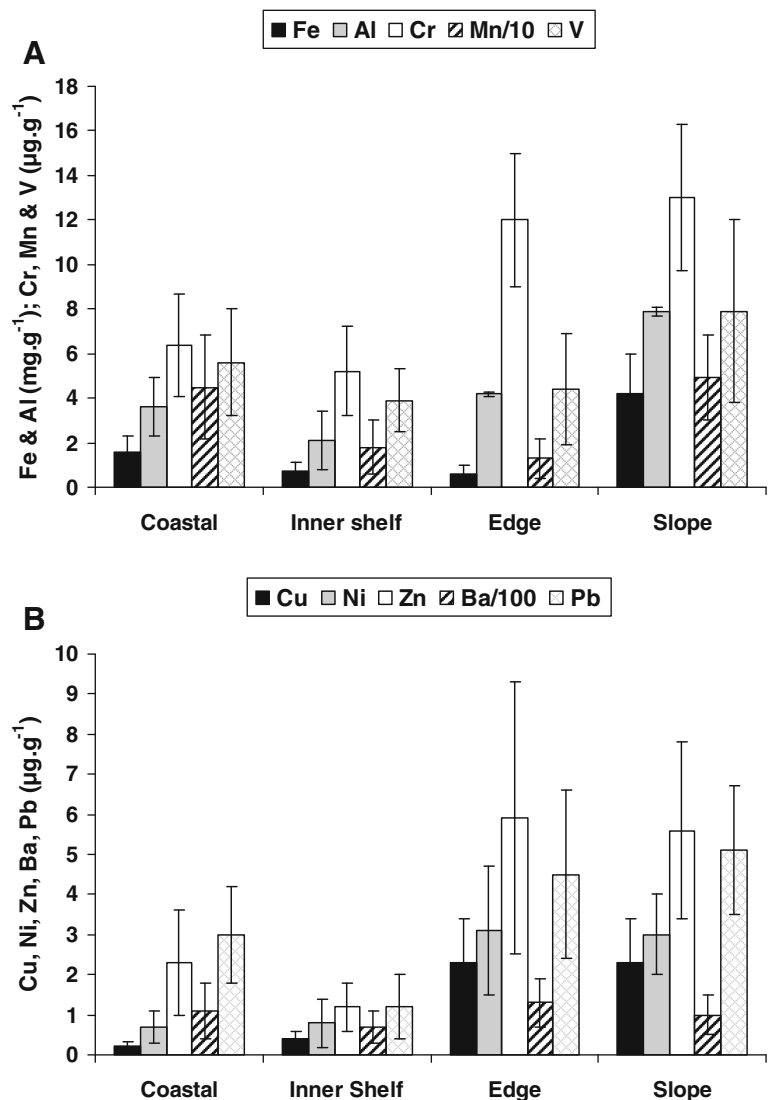 Fe Al Cr Mn/10 V
A
Fe & Al (mg.g⁻¹); Cr, Mn & V (µg.g⁻¹)
18
16
14
12
10
8
6
4
2
0
Coastal Inner shelf Edge Slope
Cu Ni Zn Ba/100 Pb
B
Cu, Ni, Zn, Ba, Pb (µg.g⁻¹)
10
9
8
7
6
5
4
3
2
1
0
Coastal Inner Shelf Edge Slope